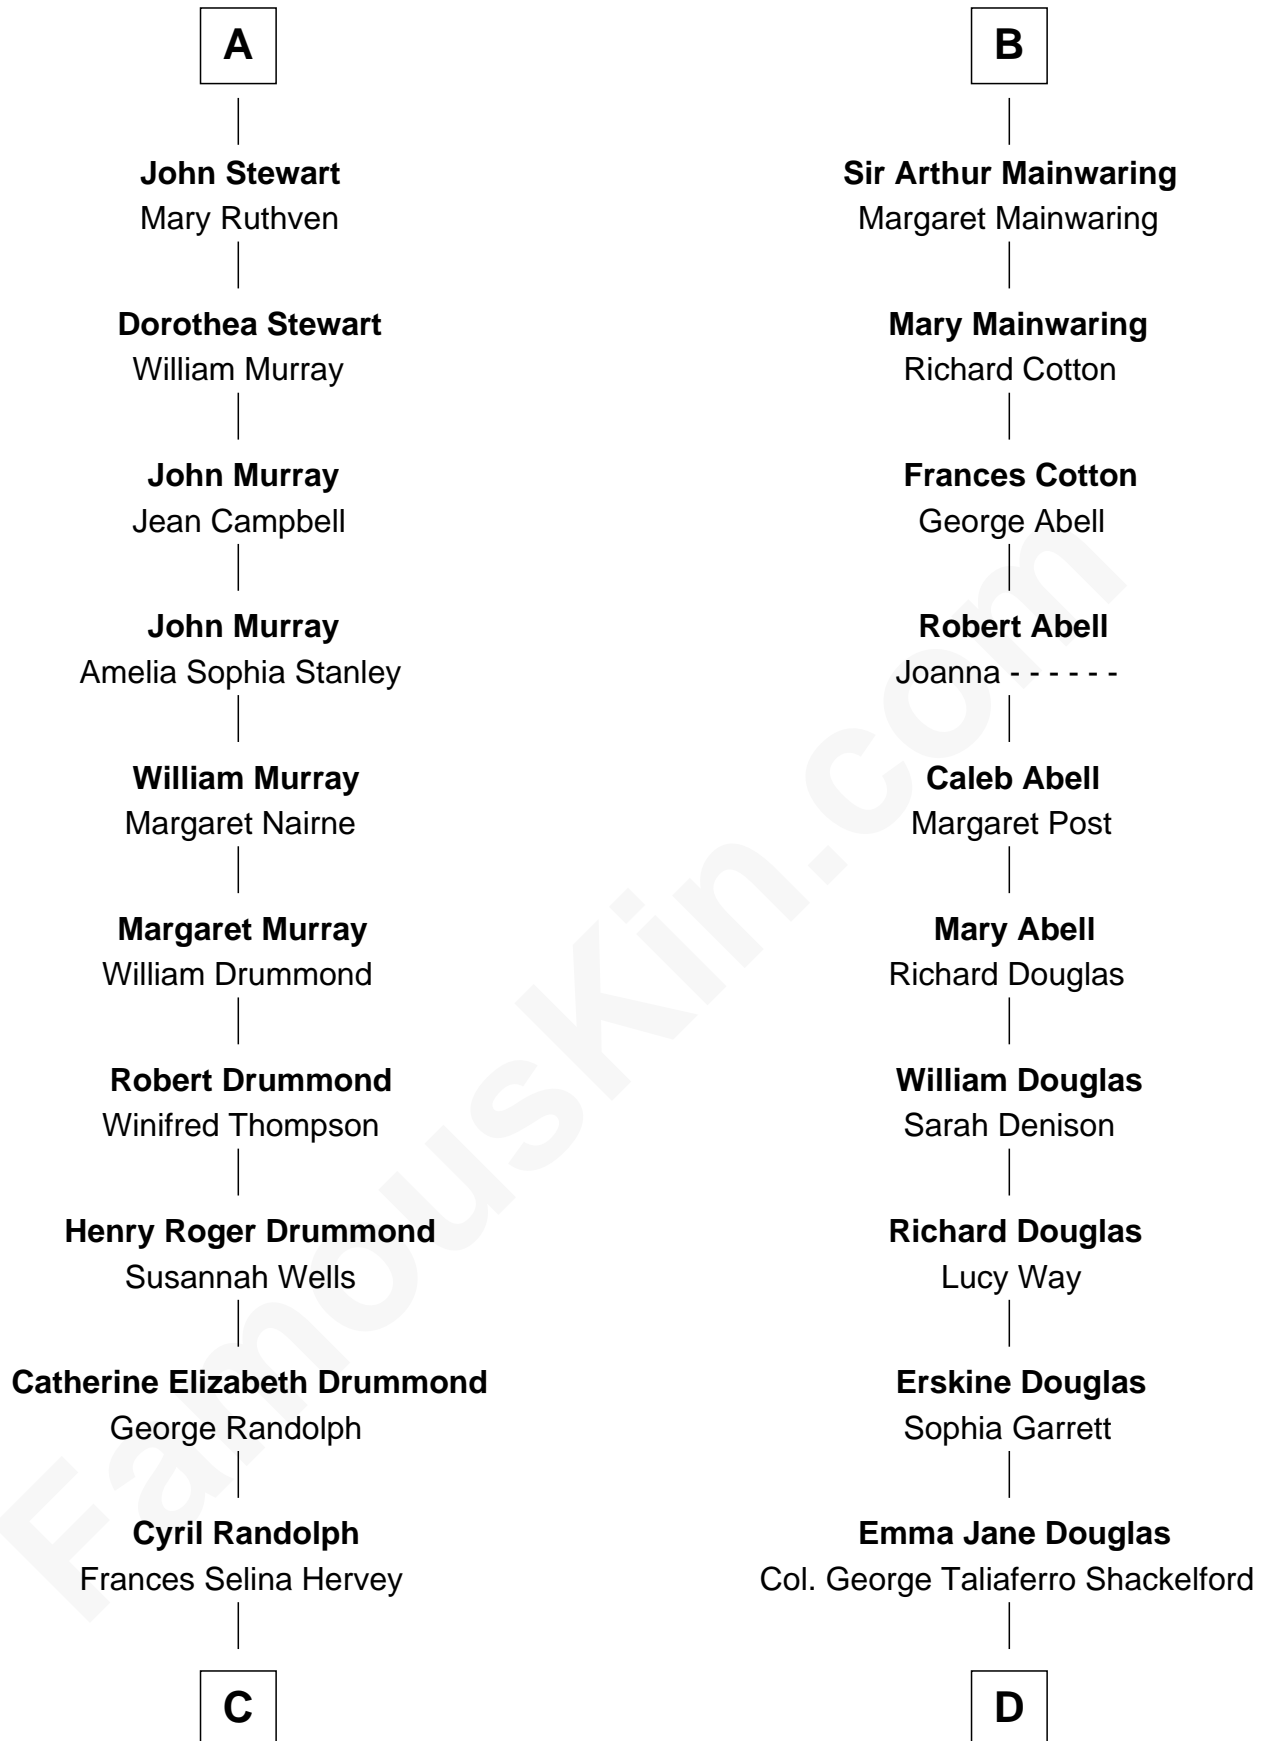 A
John Stewart
Mary Ruthven
Dorothea Stewart
William Murray
John Murray
Jean Campbell
John Murray
Amelia Sophia Stanley
William Murray
Margaret Nairne
Margaret Murray
William Drummond
Robert Drummond
Winifred Thompson
Henry Roger Drummond
Susannah Wells
Catherine Elizabeth Drummond
George Randolph
Cyril Randolph
Frances Selina Hervey
C
B
Sir Arthur Mainwaring
Margaret Mainwaring
Mary Mainwaring
Richard Cotton
Frances Cotton
George Abell
Robert Abell
Joanna - - - - - -
Caleb Abell
Margaret Post
Mary Abell
Richard Douglas
William Douglas
Sarah Denison
Richard Douglas
Lucy Way
Erskine Douglas
Sophia Garrett
Emma Jane Douglas
Col. George Taliaferro Shackelford
D
FamousKin.com